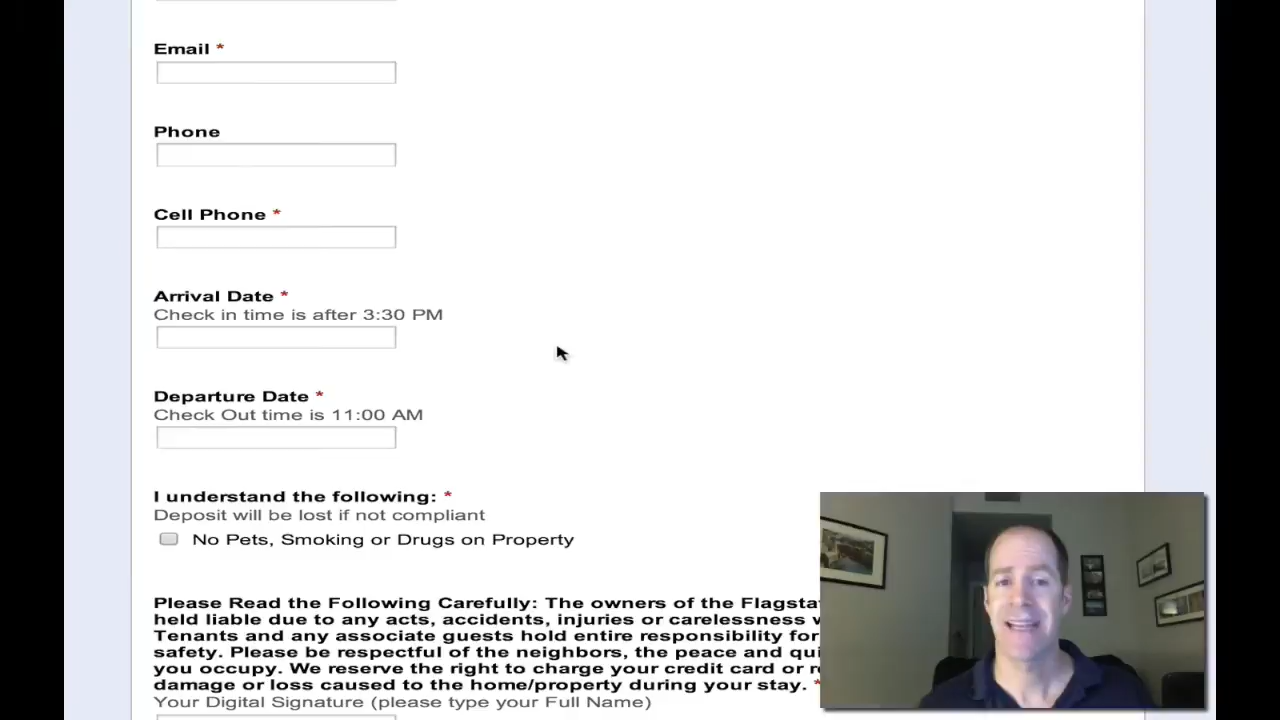 Email *
Phone
Cell Phone *
Arrival Date *
Check in time is after 3:30 PM
Departure Date *
Check Out time is 11:00 AM
I understand the following: *
Deposit will be lost if not compliant
No Pets, Smoking or Drugs on Property
Please Read the Following Carefully: The owners of the
held liable due to any acts, accidents, injuries or carelessness
Tenants and any associate guests hold entire responsibility for
safety. Please be respectful of the neighbors, the peace and
you occupy. We reserve the right to charge your credit card or
damage or loss caused to the home/property during your stay. *
Your Digital Signature (please type your Full Name)